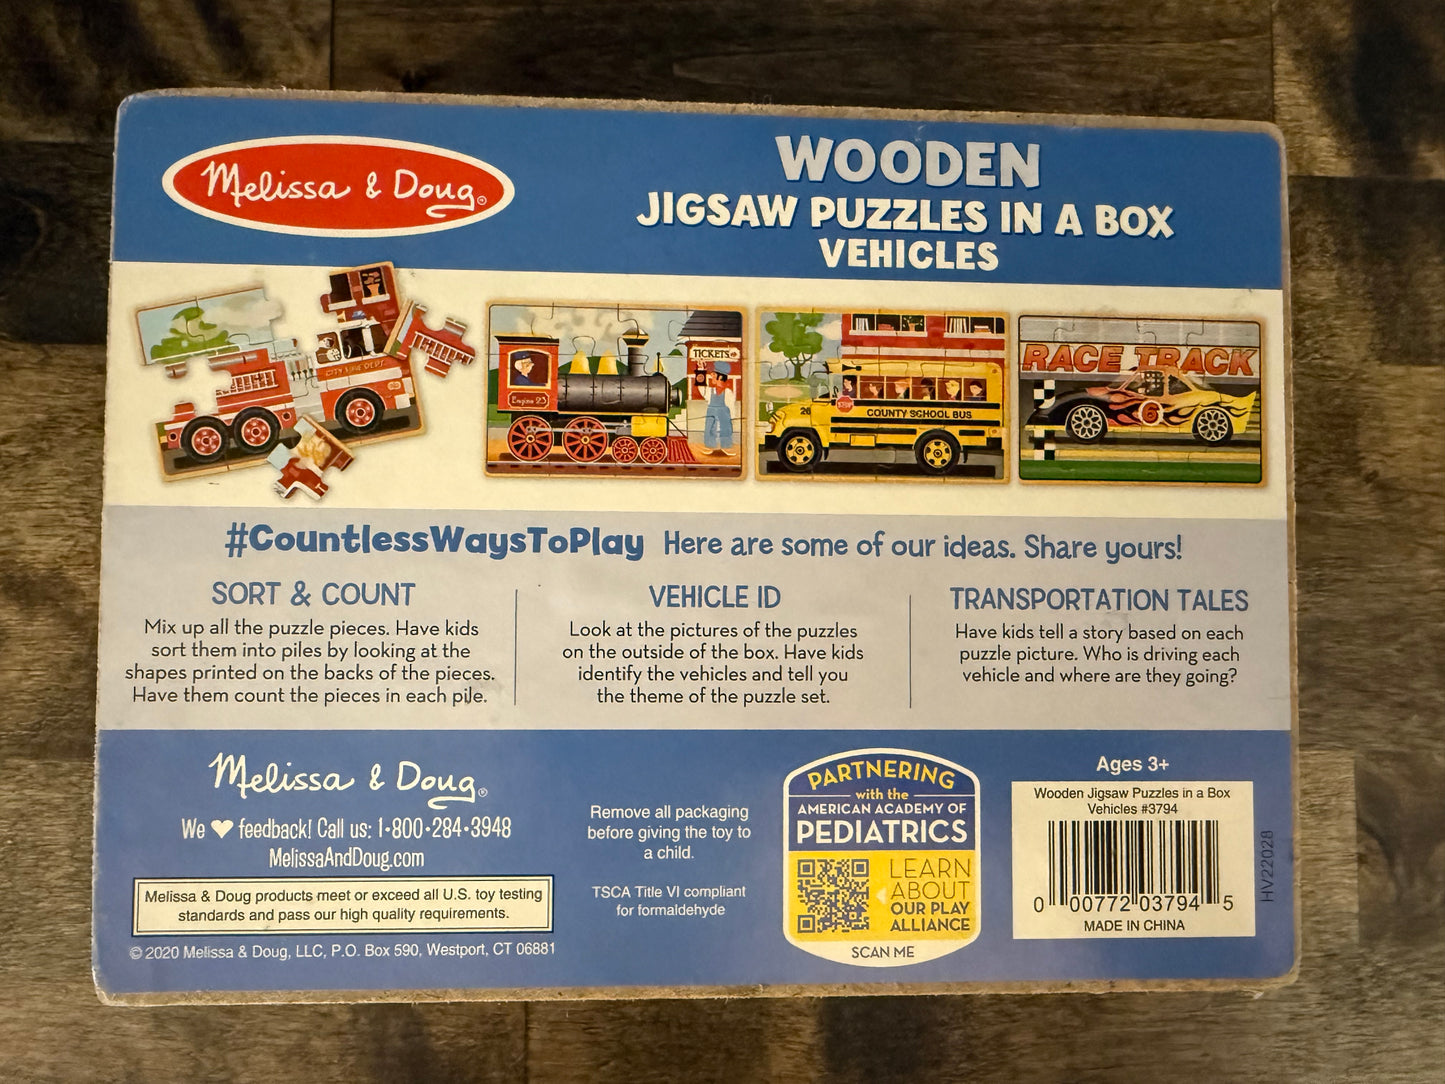 Melissa & Doug®
WOODEN
JIGSAW PUZZLES IN A BOX
VEHICLES
CITY FIRE DEPT.
Engine 23
TICKETS
26
STOP
COUNTY SCHOOL BUS
RACE TRACK
6
#CountlessWaysToPlay Here are some of our ideas. Share yours!
SORT & COUNT
Mix up all the puzzle pieces. Have kids
sort them into piles by looking at the
shapes printed on the backs of the pieces.
Have them count the pieces in each pile.
VEHICLE ID
Look at the pictures of the puzzles
on the outside of the box. Have kids
identify the vehicles and tell you
the theme of the puzzle set.
TRANSPORTATION TALES
Have kids tell a story based on each
puzzle picture. Who is driving each
vehicle and where are they going?
Melissa & Doug®
We ♥ feedback! Call us: 1•800•284•3948
MelissaAndDoug.com
Melissa & Doug products meet or exceed all U.S. toy testing
standards and pass our high quality requirements.
© 2020 Melissa & Doug, LLC, P.O. Box 590, Westport, CT 06881
Remove all packaging
before giving the toy to
a child.
TSCA Title VI compliant
for formaldehyde
PARTNERING
with the
AMERICAN ACADEMY OF
PEDIATRICS
LEARN
ABOUT
OUR PLAY
ALLIANCE
SCAN ME
Ages 3+
Wooden Jigsaw Puzzles in a Box
Vehicles #3794
0 00772 03794 5
MADE IN CHINA
HV22028